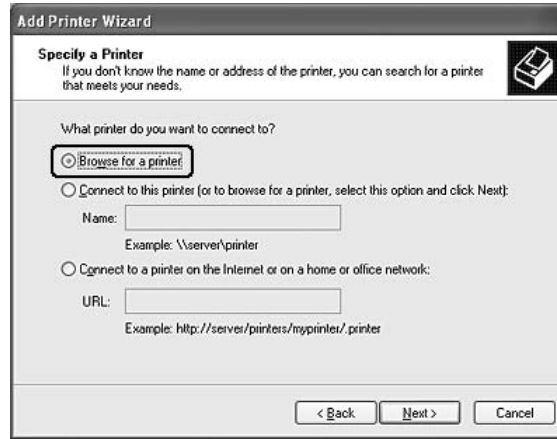 Add Printer Wizard
Specify a Printer
If you don't know the name or address of the printer, you can search for a printer
that meets your needs.
What printer do you want to connect to?
Browse for a printer
Connect to this printer (or to browse for a printer, select this option and click Next):
Name:
Example: \\server\printer
Connect to a printer on the Internet or on a home or office network:
URL:
Example: http://server/printers/myprinter/.printer
< Back Next > Cancel